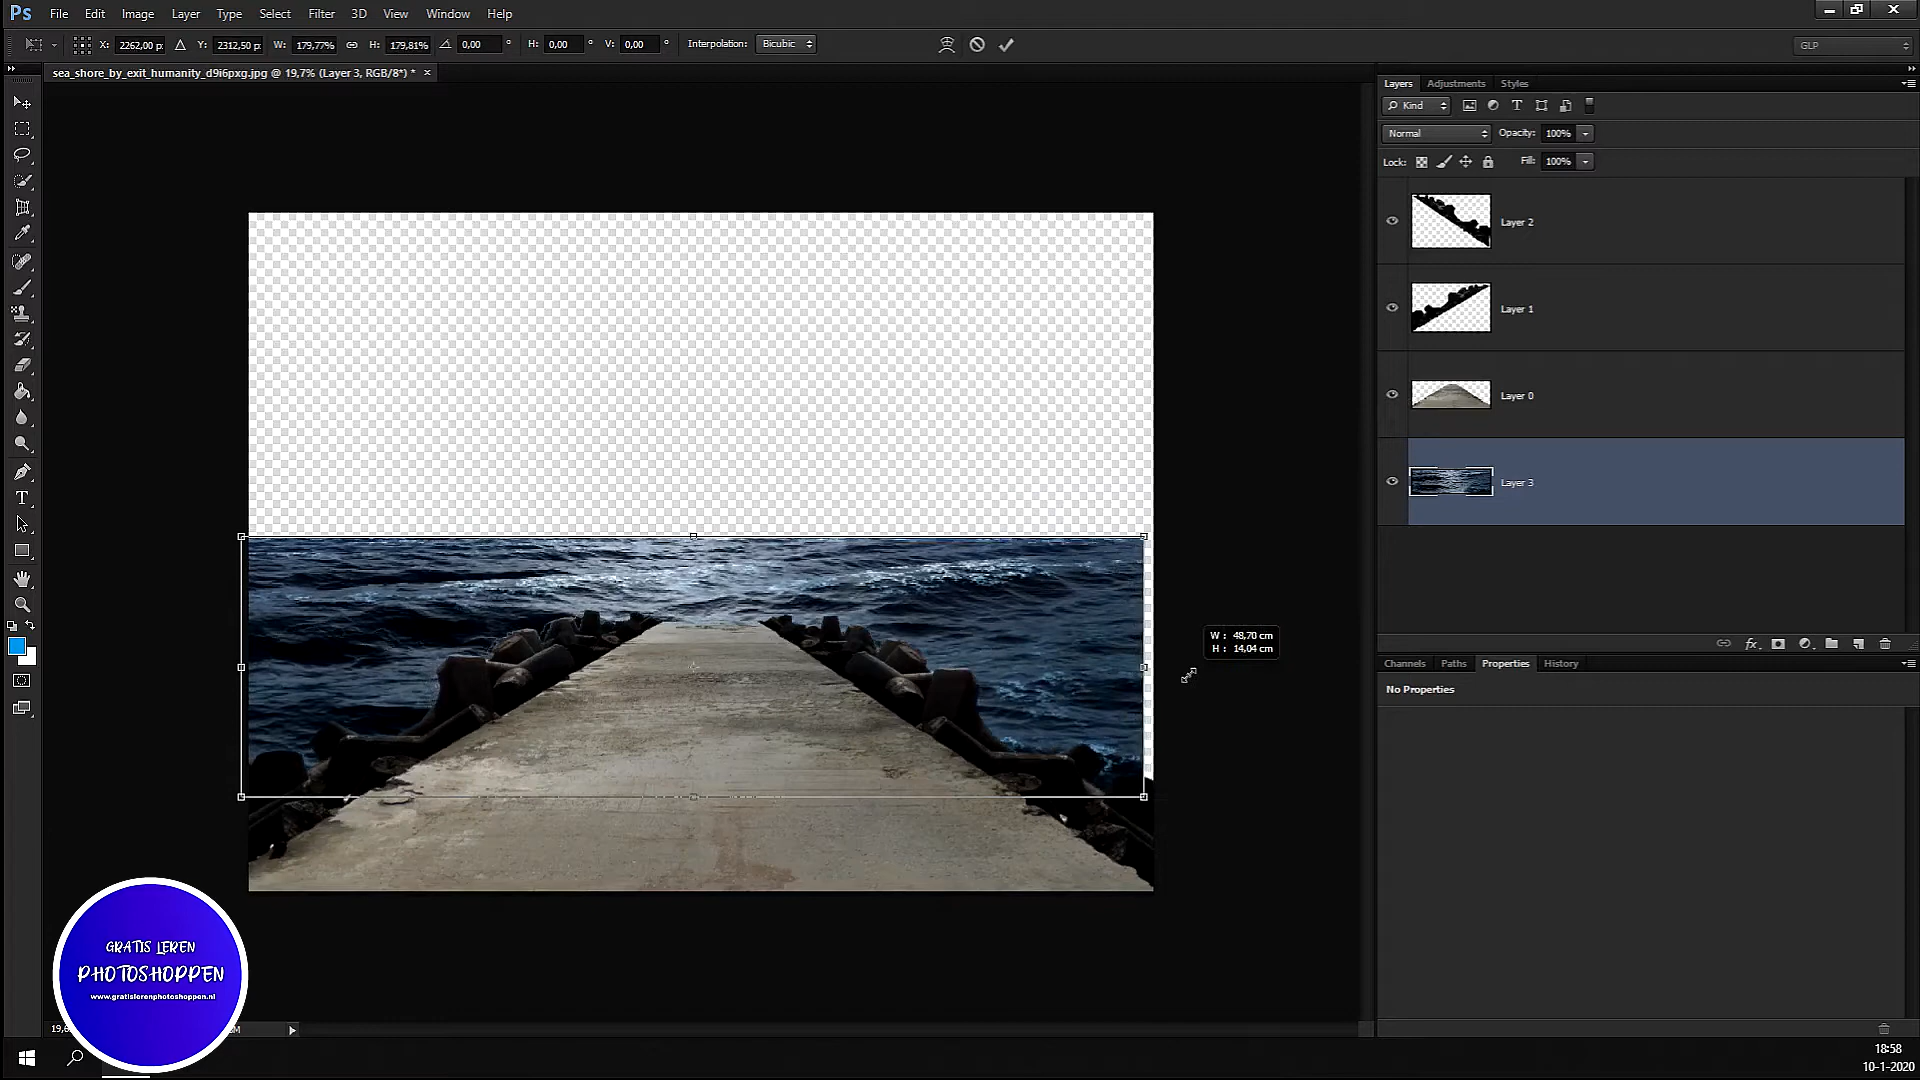 Ps File Edit Image Layer Type Select Filter 3D View Window Help
X: 2262,00 p: Y: 2312,50 p: W: 179,77% H: 179,81% 0,00 ° H: 0,00 ° V: 0,00 ° Interpolation: Bicubic GLP
sea_shore_by_exit_humanity_d9i6pxg.jpg @ 19,7% (Layer 3, RGB/8*) * ×
Layers Adjustments Styles
Kind
Normal Opacity: 100%
Lock: Fill: 100%
Layer 2
Layer 1
Layer 0
Layer 3
W : 48,70 cm
H : 14,04 cm
Channels Paths Properties History
No Properties
GRATIS LEREN
PHOTOSHOPPEN
www.gratislerenphotoshoppen.nl
18:58
10-1-2020